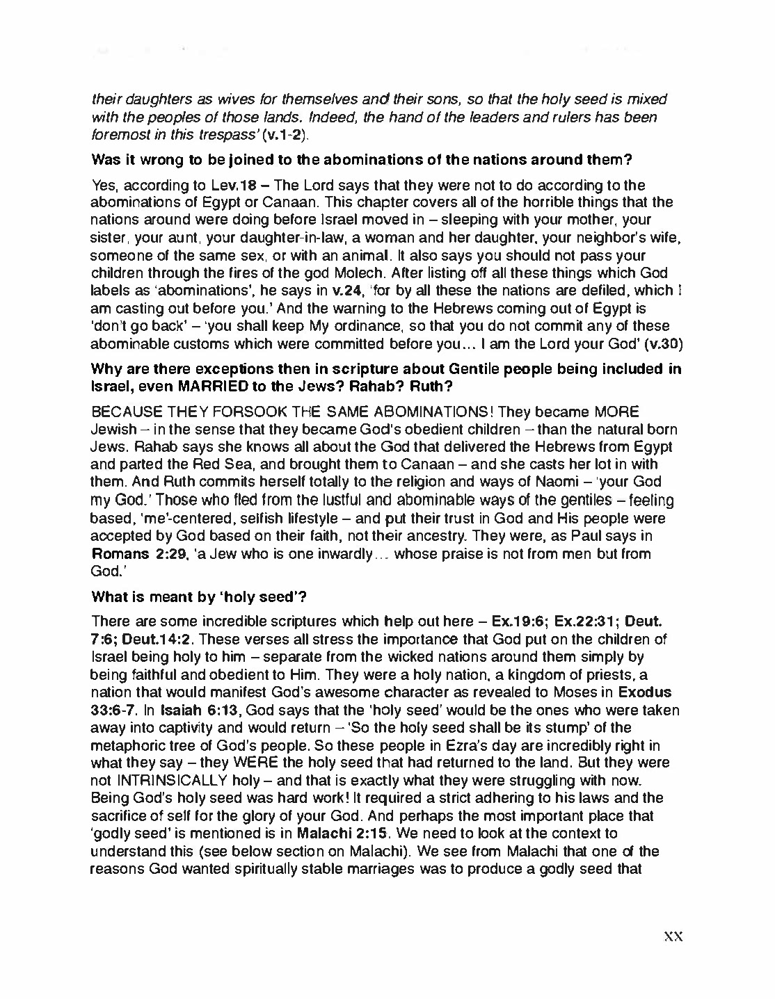 their daughters as wives for themselves and their sons, so that the holy seed is mixed
with the peoples of those lands. Indeed, the hand of the leaders and rulers has been
foremost in this trespass' (v.1-2).
Was it wrong to be joined to the abominations of the nations around them?
Yes, according to Lev.18 – The Lord says that they were not to do according to the
abominations of Egypt or Canaan. This chapter covers all of the horrible things that the
nations around were doing before Israel moved in – sleeping with your mother, your
sister, your aunt, your daughter-in-law, a woman and her daughter, your neighbor's wife,
someone of the same sex, or with an animal. It also says you should not pass your
children through the fires of the god Molech. After listing off all these things which God
labels as 'abominations', he says in v.24, 'for by all these the nations are defiled, which I
am casting out before you.' And the warning to the Hebrews coming out of Egypt is
'don't go back' – 'you shall keep My ordinance, so that you do not commit any of these
abominable customs which were committed before you... I am the Lord your God' (v.30)
Why are there exceptions then in scripture about Gentile people being included in
Israel, even MARRIED to the Jews? Rahab? Ruth?
BECAUSE THEY FORSOOK THE SAME ABOMINATIONS! They became MORE
Jewish – in the sense that they became God's obedient children – than the natural born
Jews. Rahab says she knows all about the God that delivered the Hebrews from Egypt
and parted the Red Sea, and brought them to Canaan – and she casts her lot in with
them. And Ruth commits herself totally to the religion and ways of Naomi – 'your God
my God.' Those who fled from the lustful and abominable ways of the gentiles – feeling
based, 'me'-centered, selfish lifestyle – and put their trust in God and His people were
accepted by God based on their faith, not their ancestry. They were, as Paul says in
Romans 2:29, 'a Jew who is one inwardly... whose praise is not from men but from
God.'
What is meant by 'holy seed'?
There are some incredible scriptures which help out here – Ex.19:6; Ex.22:31; Deut.
7:6; Deut.14:2. These verses all stress the importance that God put on the children of
Israel being holy to him – separate from the wicked nations around them simply by
being faithful and obedient to Him. They were a holy nation, a kingdom of priests, a
nation that would manifest God's awesome character as revealed to Moses in Exodus
33:6-7. In Isaiah 6:13, God says that the 'holy seed' would be the ones who were taken
away into captivity and would return – 'So the holy seed shall be its stump' of the
metaphoric tree of God's people. So these people in Ezra's day are incredibly right in
what they say – they WERE the holy seed that had returned to the land. But they were
not INTRINSICALLY holy – and that is exactly what they were struggling with now.
Being God's holy seed was hard work! It required a strict adhering to his laws and the
sacrifice of self for the glory of your God. And perhaps the most important place that
'godly seed' is mentioned is in Malachi 2:15. We need to look at the context to
understand this (see below section on Malachi). We see from Malachi that one of the
reasons God wanted spiritually stable marriages was to produce a godly seed that
XX